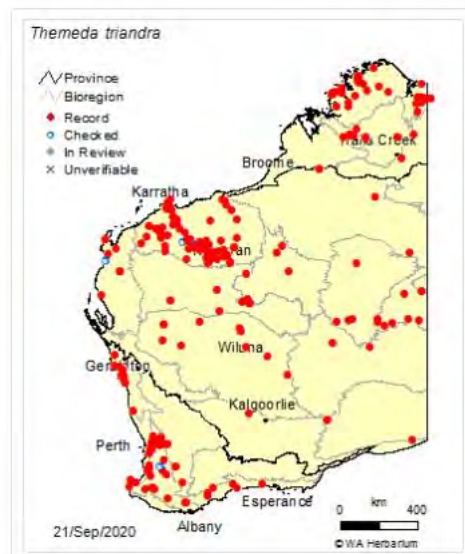 Themeda triandra
Province
Bioregion
Record
Checked
In Review
Unverifiable
Creek
Broome
Karratha
Wiluna
Kalgoorlie
Perth
Esperance
Albany
21/Sep/2020
km
0 400
© WA Herbarium